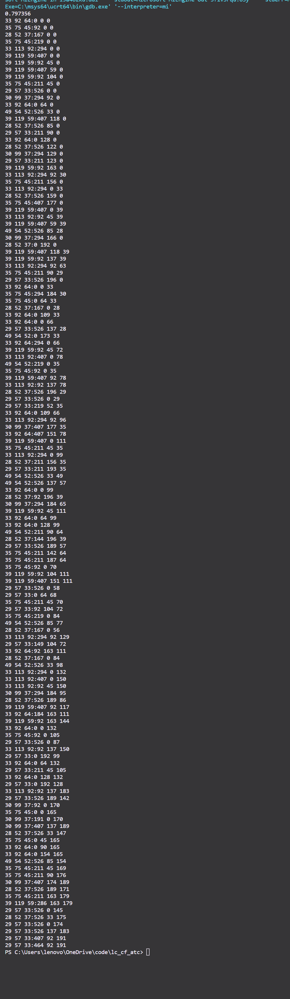 Exe=C:\msys64\ucrt64\bin\gdb.exe' '--interpreter=mi'
0.797356
33 92 64:0 0 0
35 75 45:92 0 0
28 52 37:167 0 0
35 75 45:219 0 0
33 113 92:294 0 0
39 119 59:407 0 0
39 119 59:92 45 0
39 119 59:407 59 0
39 119 59:92 104 0
35 75 45:211 45 0
29 57 33:526 0 0
30 99 37:294 92 0
33 92 64:0 64 0
49 54 52:526 33 0
39 119 59:407 118 0
28 52 37:526 85 0
29 57 33:211 90 0
33 92 64:0 128 0
28 52 37:526 122 0
30 99 37:294 129 0
29 57 33:211 123 0
39 119 59:92 163 0
33 113 92:294 92 30
35 75 45:211 156 0
33 113 92:294 0 33
28 52 37:526 159 0
35 75 45:407 177 0
39 119 59:407 0 39
33 113 92:92 45 39
39 119 59:407 59 39
49 54 52:526 85 28
30 99 37:294 166 0
28 52 37:0 192 0
39 119 59:407 118 39
39 119 59:92 137 39
33 113 92:294 92 63
35 75 45:211 90 29
29 57 33:526 196 0
33 92 64:0 0 33
35 75 45:294 184 30
35 75 45:0 64 33
28 52 37:167 0 28
33 92 64:0 109 33
33 92 64:0 0 66
29 57 33:526 137 28
49 54 52:0 173 33
33 92 64:294 0 66
39 119 59:92 45 72
33 113 92:407 0 78
49 54 52:219 0 35
35 75 45:92 0 35
39 119 59:407 92 78
33 113 92:92 137 78
28 52 37:526 196 29
29 57 33:526 0 29
29 57 33:219 52 35
33 92 64:0 109 66
33 113 92:294 92 96
30 99 37:407 177 35
33 92 64:407 151 78
39 119 59:407 0 111
35 75 45:211 45 35
33 113 92:294 0 99
28 52 37:211 156 35
29 57 33:211 193 35
49 54 52:526 33 49
49 54 52:526 137 57
33 92 64:0 0 99
28 52 37:92 196 39
30 99 37:294 184 65
39 119 59:92 45 111
33 92 64:0 64 99
33 92 64:0 128 99
49 54 52:211 90 64
28 52 37:144 196 39
29 57 33:526 189 57
35 75 45:211 142 64
35 75 45:211 187 64
35 75 45:92 0 70
39 119 59:92 104 111
39 119 59:407 151 111
29 57 33:526 0 58
29 57 33:0 64 68
35 75 45:211 45 70
29 57 33:92 104 72
35 75 45:219 0 84
49 54 52:526 85 77
28 52 37:167 0 56
33 113 92:294 92 129
29 57 33:149 104 72
33 92 64:92 163 111
28 52 37:167 0 84
49 54 52:526 33 98
33 113 92:294 0 132
33 113 92:407 0 150
33 113 92:92 45 150
30 99 37:294 184 95
28 52 37:526 189 86
39 119 59:407 92 117
33 92 64:184 163 111
39 119 59:92 163 144
33 92 64:0 0 132
35 75 45:92 0 105
29 57 33:526 0 87
33 113 92:92 137 150
29 57 33:0 192 99
33 92 64:0 64 132
29 57 33:211 45 105
33 92 64:0 128 132
29 57 33:0 192 128
33 113 92:92 137 183
29 57 33:526 189 142
30 99 37:92 0 170
35 75 45:0 0 165
30 99 37:191 0 170
30 99 37:407 137 189
28 52 37:526 33 147
35 75 45:0 45 165
33 92 64:0 90 165
33 92 64:0 154 165
49 54 52:526 85 154
35 75 45:211 45 169
35 75 45:211 90 176
30 99 37:407 174 189
28 52 37:526 189 171
35 75 45:211 163 179
39 119 59:286 163 179
29 57 33:526 0 145
28 52 37:526 33 175
29 57 33:526 0 174
29 57 33:526 137 183
29 57 33:407 92 191
29 57 33:464 92 191
PS C:\Users\lenovo\OneDrive\code\lc_cf_atc>